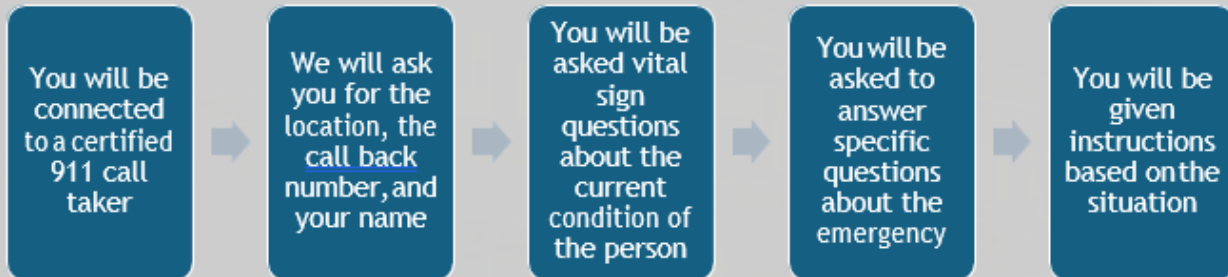 You will be
connected
to a certified
911 call
taker
We will ask
you for the
location, the
call back
number, and
your name
You will be
asked vital
sign
questions
about the
current
condition of
the person
You will be
asked to
answer
specific
questions
about the
emergency
You will be
given
instructions
based on the
situation